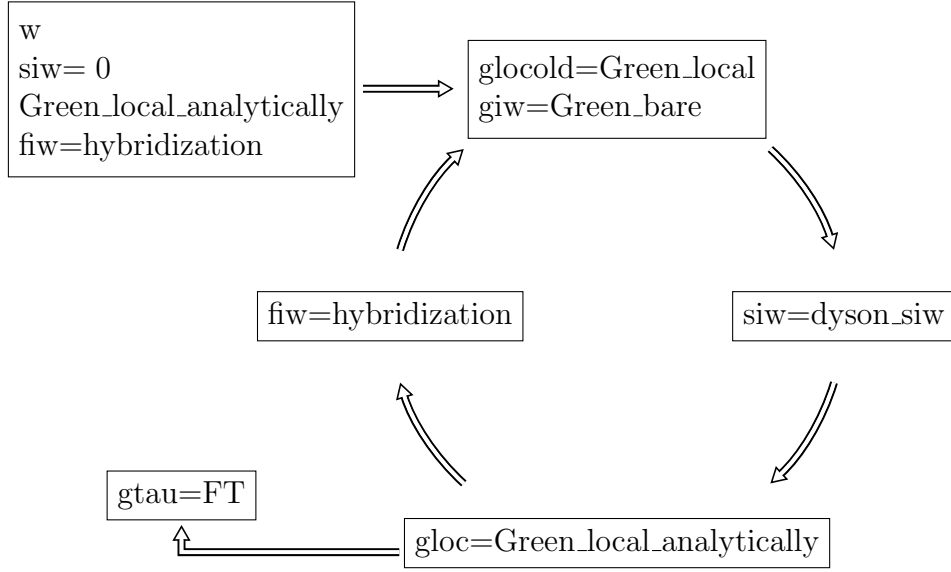 w
siw= 0
Green_local_analytically
fiw=hybridization
glocold=Green_local
giw=Green_bare
fiw=hybridization
siw=dyson_siw
gtau=FT
gloc=Green_local_analytically